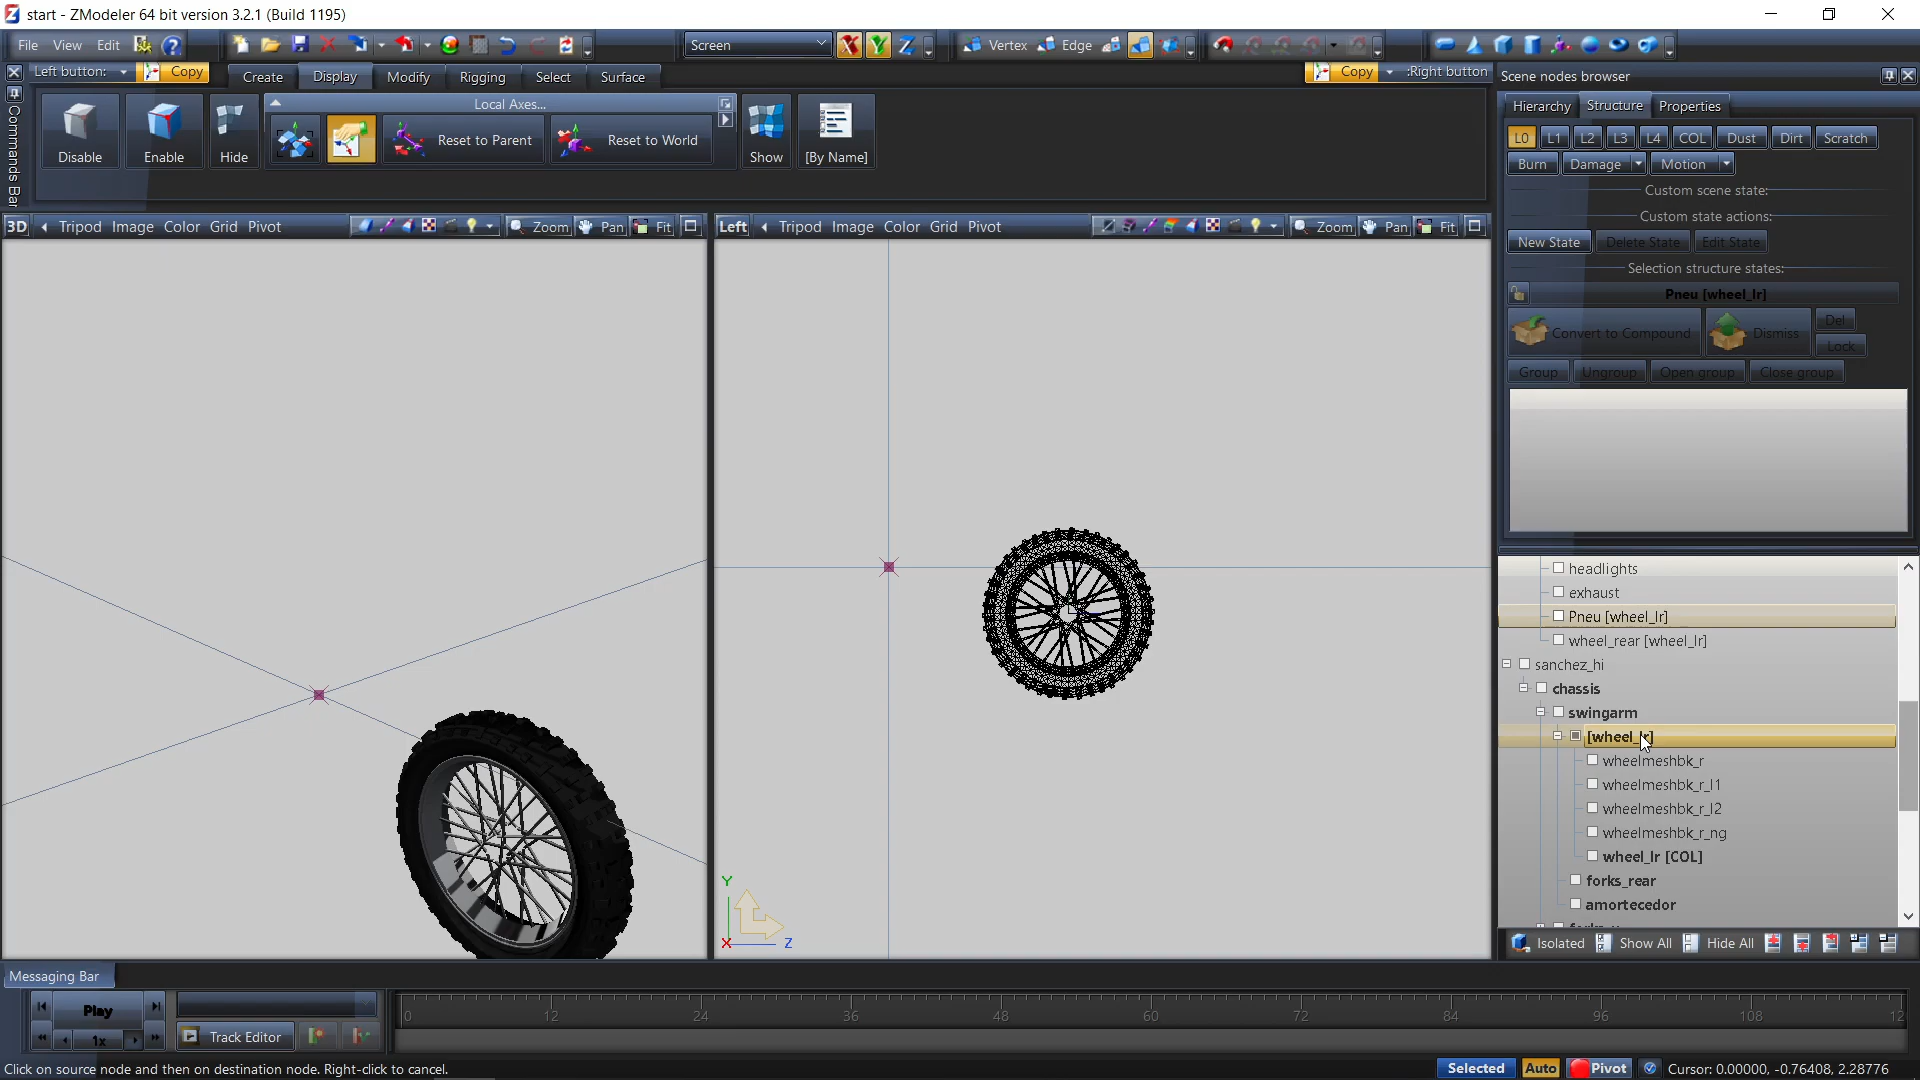 start - ZModeler 64 bit version 3.2.1 (Build 1195)
File View Edit
Screen
X Y Z
Vertex Edge
Left button: Copy
Create Display Modify Rigging Select Surface
Copy :Right button
Scene nodes browser
Commands Bar
Local Axes...
Disable Enable Hide
Reset to Parent Reset to World
Show [By Name]
Hierarchy Structure Properties
L0 L1 L2 L3 L4 COL Dust Dirt Scratch
Burn Damage Motion
Custom scene state:
Custom state actions:
New State Delete State Edit State
Selection structure states:
Pneu [wheel_lr]
Convert to Compound Dismiss Del
Lock
Group Ungroup Open group Close group
3D Tripod Image Color Grid Pivot Zoom Pan Fit
Left Tripod Image Color Grid Pivot Zoom Pan Fit
Y
X Z
headlights
exhaust
Pneu [wheel_lr]
wheel_rear [wheel_lr]
sanchez_hi
chassis
swingarm
[wheel_lr]
wheelmeshbk_r
wheelmeshbk_r_l1
wheelmeshbk_r_l2
wheelmeshbk_r_ng
wheel_lr [COL]
forks_rear
amortecedor
Isolated Show All Hide All
Messaging Bar
Play
1x
Track Editor
0 12 24 36 48 60 72 84 96 108 12
Click on source node and then on destination node. Right-click to cancel.
Selected Auto Pivot Cursor: 0.00000, -0.76408, 2.28776